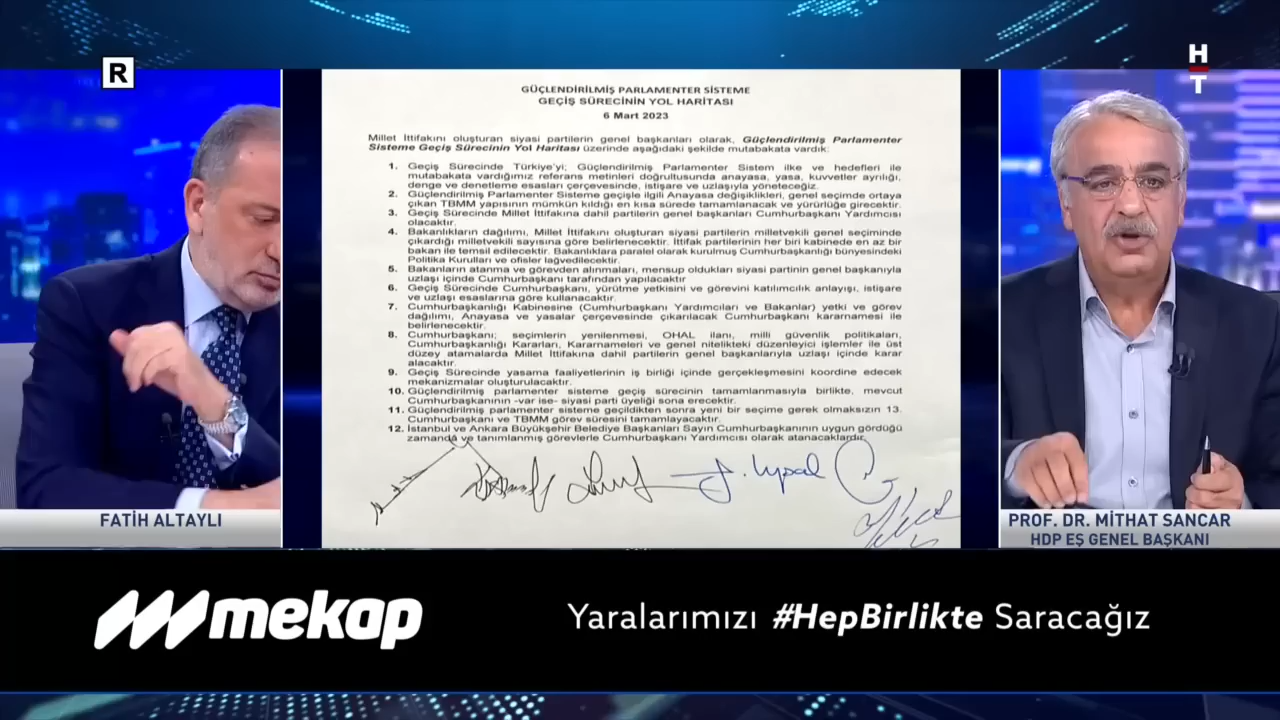 R
H
T
GÜÇLENDİRİLMİŞ PARLAMENTER SİSTEME
GEÇİŞ SÜRECİNİN YOL HARİTASI
6 Mart 2023
Millet İttifakını oluşturan siyasi partilerin genel başkanları olarak, Güçlendirilmiş Parlamenter
Sisteme Geçiş Sürecinin Yol Haritası üzerinde aşağıdaki şekilde mutabakata vardık:
1. Geçiş Sürecinde Türkiye'yi; Güçlendirilmiş Parlamenter Sistem ilke ve hedefleri ile
mutabakata vardığımız referans metinleri doğrultusunda anayasa, yasa, kuvvetler ayrılığı,
denge ve denetleme esasları çerçevesinde, istişare ve uzlaşıyla yöneteceğiz.
2. Güçlendirilmiş Parlamenter Sisteme geçişle ilgili Anayasa değişiklikleri, genel seçimde ortaya
çıkan TBMM yapısının mümkün kıldığı en kısa sürede tamamlanacak ve yürürlüğe girecektir.
3. Geçiş Sürecinde Millet İttifakına dahil partilerin genel başkanları Cumhurbaşkanı Yardımcısı
olacaktır.
4. Bakanlıkların dağılımı, Millet İttifakını oluşturan siyasi partilerin milletvekili genel seçiminde
çıkardığı milletvekili sayısına göre belirlenecektir. İttifak partilerinin her biri kabinede en az bir
bakan ile temsil edilecektir. Bakanlıklara paralel olarak kurulmuş Cumhurbaşkanlığı bünyesindeki
Politika Kurulları ve ofisler lağvedilecektir.
5. Bakanların atanma ve görevden alınmaları, mensup oldukları siyasi partinin genel başkanıyla
uzlaşı içinde Cumhurbaşkanı tarafından yapılacaktır
6. Geçiş Sürecinde Cumhurbaşkanı, yürütme yetkisini ve görevini katılımcılık anlayışı, istişare
ve uzlaşı esaslarına göre kullanacaktır.
7. Cumhurbaşkanlığı Kabinesine (Cumhurbaşkanı Yardımcıları ve Bakanlar) yetki ve görev
dağılımı, Anayasa ve yasalar çerçevesinde çıkarılacak Cumhurbaşkanı kararnamesi ile
belirlenecektir.
8. Cumhurbaşkanı; seçimlerin yenilenmesi, OHAL ilanı, milli güvenlik politikaları,
Cumhurbaşkanlığı Kararları, Kararnameleri ve genel nitelikteki düzenleyici işlemler ile üst
düzey atamalarda Millet İttifakına dahil partilerin genel başkanlarıyla uzlaşı içinde karar
alacaktır.
9. Geçiş Sürecinde yasama faaliyetlerinin iş birliği içinde gerçekleşmesini koordine edecek
mekanizmalar oluşturulacaktır.
10. Güçlendirilmiş parlamenter sisteme geçiş sürecinin tamamlanmasıyla birlikte, mevcut
Cumhurbaşkanının -var ise- siyasi parti üyeliği sona erecektir.
11. Güçlendirilmiş parlamenter sisteme geçildikten sonra yeni bir seçime gerek olmaksızın 13.
Cumhurbaşkanı ve TBMM görev süresini tamamlayacaktır.
12. İstanbul ve Ankara Büyükşehir Belediye Başkanları Sayın Cumhurbaşkanının uygun gördüğü
zamanda ve tanımlanmış görevlerle Cumhurbaşkanı Yardımcısı olarak atanacaklardır.
FATİH ALTAYLI
PROF. DR. MİTHAT SANCAR
HDP EŞ GENEL BAŞKANI
mekap
Yaralarımızı #HepBirlikte Saracağız